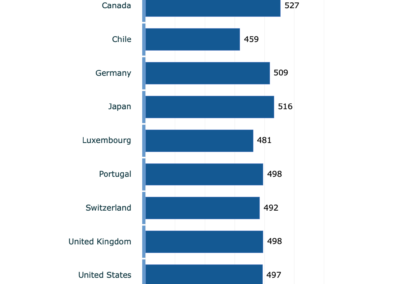 Canada 527
Chile 459
Germany 509
Japan 516
Luxembourg 481
Portugal 498
Switzerland 492
United Kingdom 498
United States 497